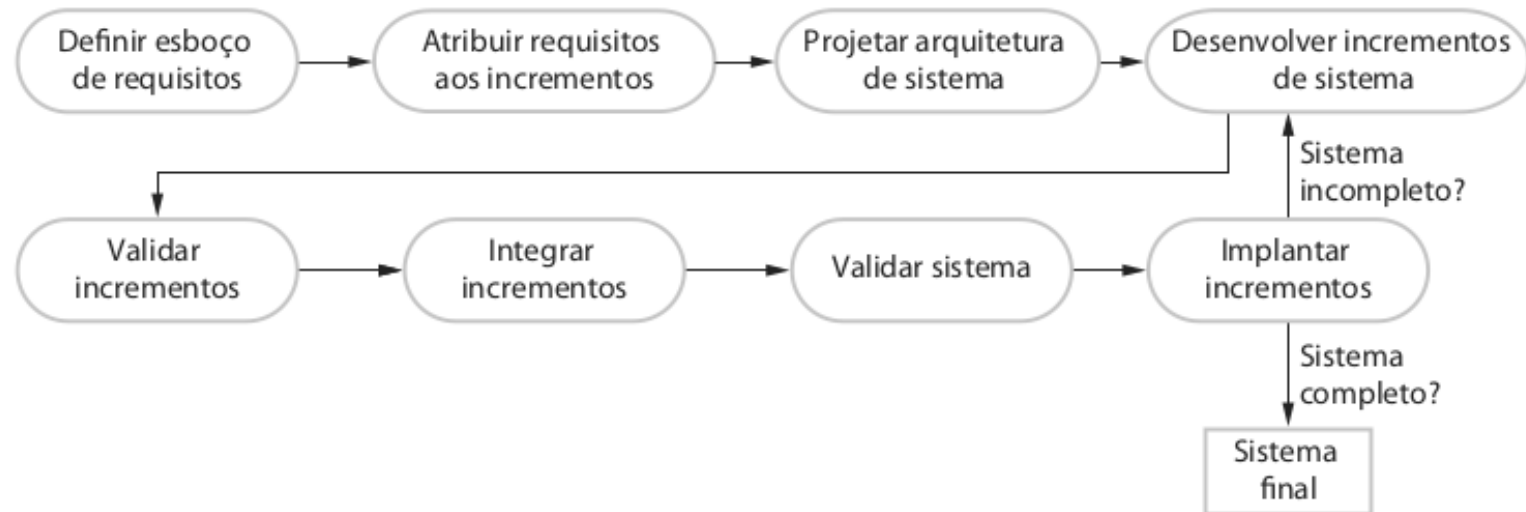 Definir esboço
de requisitos
Atribuir requisitos
aos incrementos
Projetar arquitetura
de sistema
Desenvolver incrementos
de sistema
Sistema
incompleto?
Validar
incrementos
Integrar
incrementos
Validar sistema
Implantar
incrementos
Sistema
completo?
Sistema
final